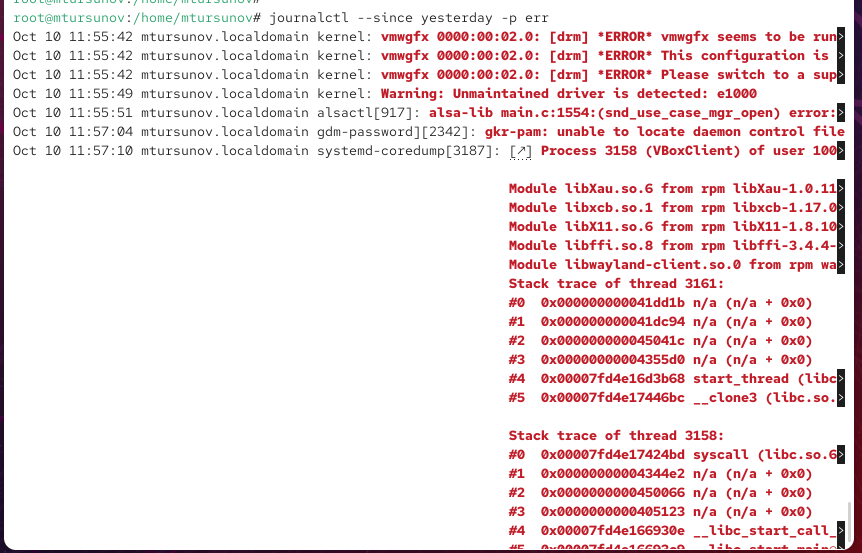 root@mtursunov:/home/mtursunov#
root@mtursunov:/home/mtursunov# journalctl --since yesterday -p err
Oct 10 11:55:42 mtursunov.localdomain kernel: vmwgfx 0000:00:02.0: [drm] *ERROR* vmwgfx seems to be run>
Oct 10 11:55:42 mtursunov.localdomain kernel: vmwgfx 0000:00:02.0: [drm] *ERROR* This configuration is >
Oct 10 11:55:42 mtursunov.localdomain kernel: vmwgfx 0000:00:02.0: [drm] *ERROR* Please switch to a sup>
Oct 10 11:55:49 mtursunov.localdomain kernel: Warning: Unmaintained driver is detected: e1000
Oct 10 11:55:51 mtursunov.localdomain alsactl[917]: alsa-lib main.c:1554:(snd_use_case_mgr_open) error:>
Oct 10 11:57:04 mtursunov.localdomain gdm-password][2342]: gkr-pam: unable to locate daemon control file
Oct 10 11:57:10 mtursunov.localdomain systemd-coredump[3187]: [↗] Process 3158 (VBoxClient) of user 100>
Module libXau.so.6 from rpm libXau-1.0.11>
Module libxcb.so.1 from rpm libxcb-1.17.0>
Module libX11.so.6 from rpm libX11-1.8.10>
Module libffi.so.8 from rpm libffi-3.4.4->
Module libwayland-client.so.0 from rpm wa>
Stack trace of thread 3161:
#0  0x000000000041dd1b n/a (n/a + 0x0)
#1  0x000000000041dc94 n/a (n/a + 0x0)
#2  0x000000000045041c n/a (n/a + 0x0)
#3  0x00000000004355d0 n/a (n/a + 0x0)
#4  0x00007fd4e16d3b68 start_thread (libc>
#5  0x00007fd4e17446bc __clone3 (libc.so.>
Stack trace of thread 3158:
#0  0x00007fd4e17424bd syscall (libc.so.6>
#1  0x00000000004344e2 n/a (n/a + 0x0)
#2  0x0000000000450066 n/a (n/a + 0x0)
#3  0x0000000000405123 n/a (n/a + 0x0)
#4  0x00007fd4e166930e __libc_start_call_>